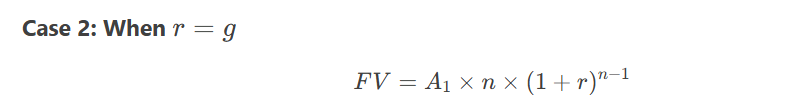 Case 2: When r = g
FV = A₁ × n × (1 + r)ⁿ⁻¹